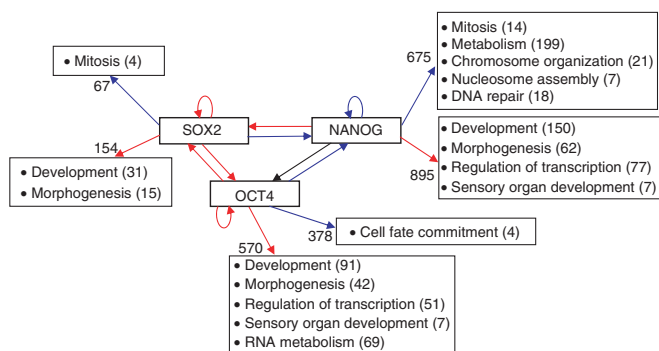 ● Mitosis (4)
67
● Mitosis (14)
● Metabolism (199)
● Chromosome organization (21)
● Nucleosome assembly (7)
● DNA repair (18)
675
SOX2
NANOG
154
● Development (31)
● Morphogenesis (15)
● Development (150)
● Morphogenesis (62)
● Regulation of transcription (77)
● Sensory organ development (7)
895
OCT4
378
● Cell fate commitment (4)
570
● Development (91)
● Morphogenesis (42)
● Regulation of transcription (51)
● Sensory organ development (7)
● RNA metabolism (69)